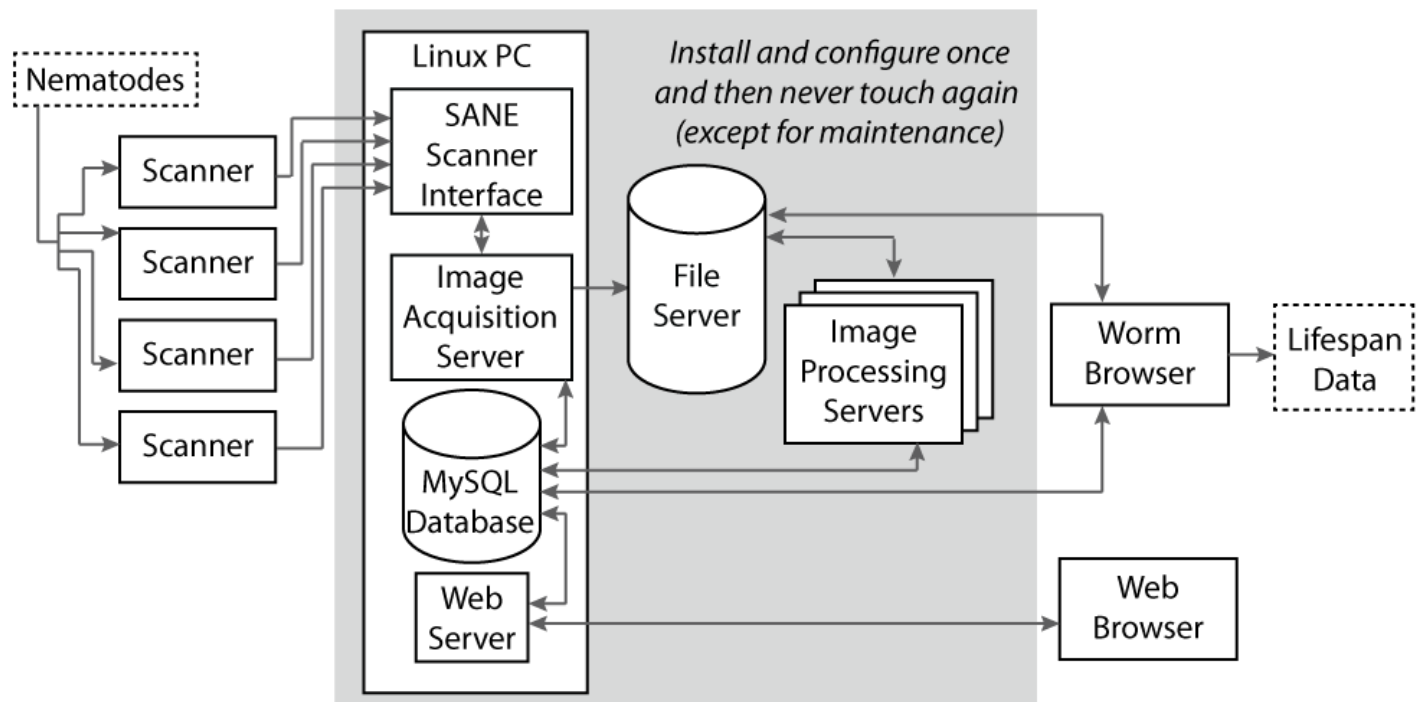 Nematodes
Scanner
Scanner
Scanner
Scanner
Linux PC
SANE
Scanner
Interface
Image
Acquisition
Server
MySQL
Database
Web
Server
Install and configure once
and then never touch again
(except for maintenance)
File
Server
Image
Processing
Servers
Worm
Browser
Lifespan
Data
Web
Browser